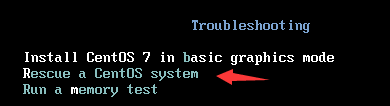 Troubleshooting
Install CentOS 7 in basic graphics mode
Rescue a CentOS system
Run a memory test